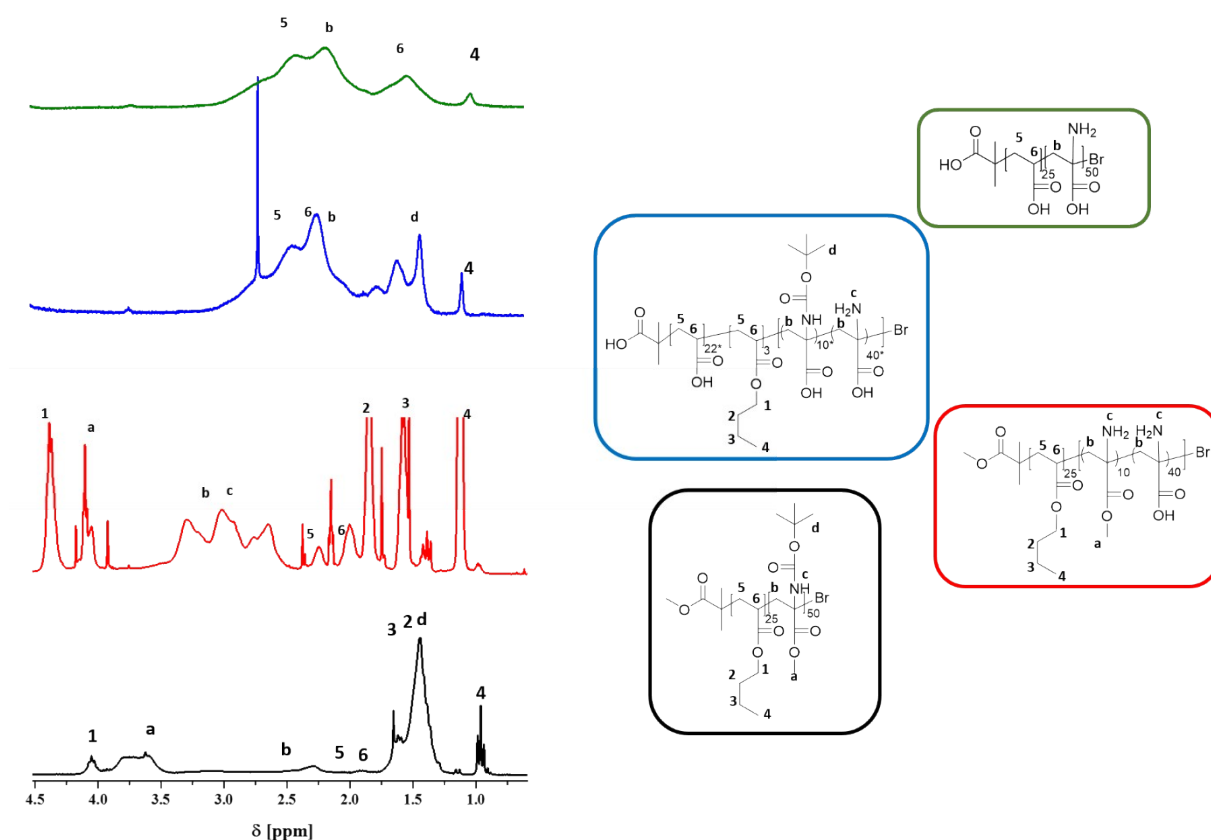 5 b 6 4
5 6 b d 4
1 a b c 5 6 2 3 4
1 a b 5 6 3 2 d 4
4.5 4.0 3.5 3.0 2.5 2.0 1.5 1.0
δ [ppm]
5 b NH2
O
HO 6 25 50 Br
O O
OH OH
d
O
O c
NH H2N
O 5 5 b b
HO 6 22* 6 3 10* 40* Br
O O O O
OH O OH OH
1
2
3 4
c c
NH2 H2N
O 5 b b
O 6 25 10 40 Br
O O O
O O OH
1 a
2
3 4
d
O
O c
NH
O 5 b
O 6 25 50 Br
O O
O O
1 a
2
3 4